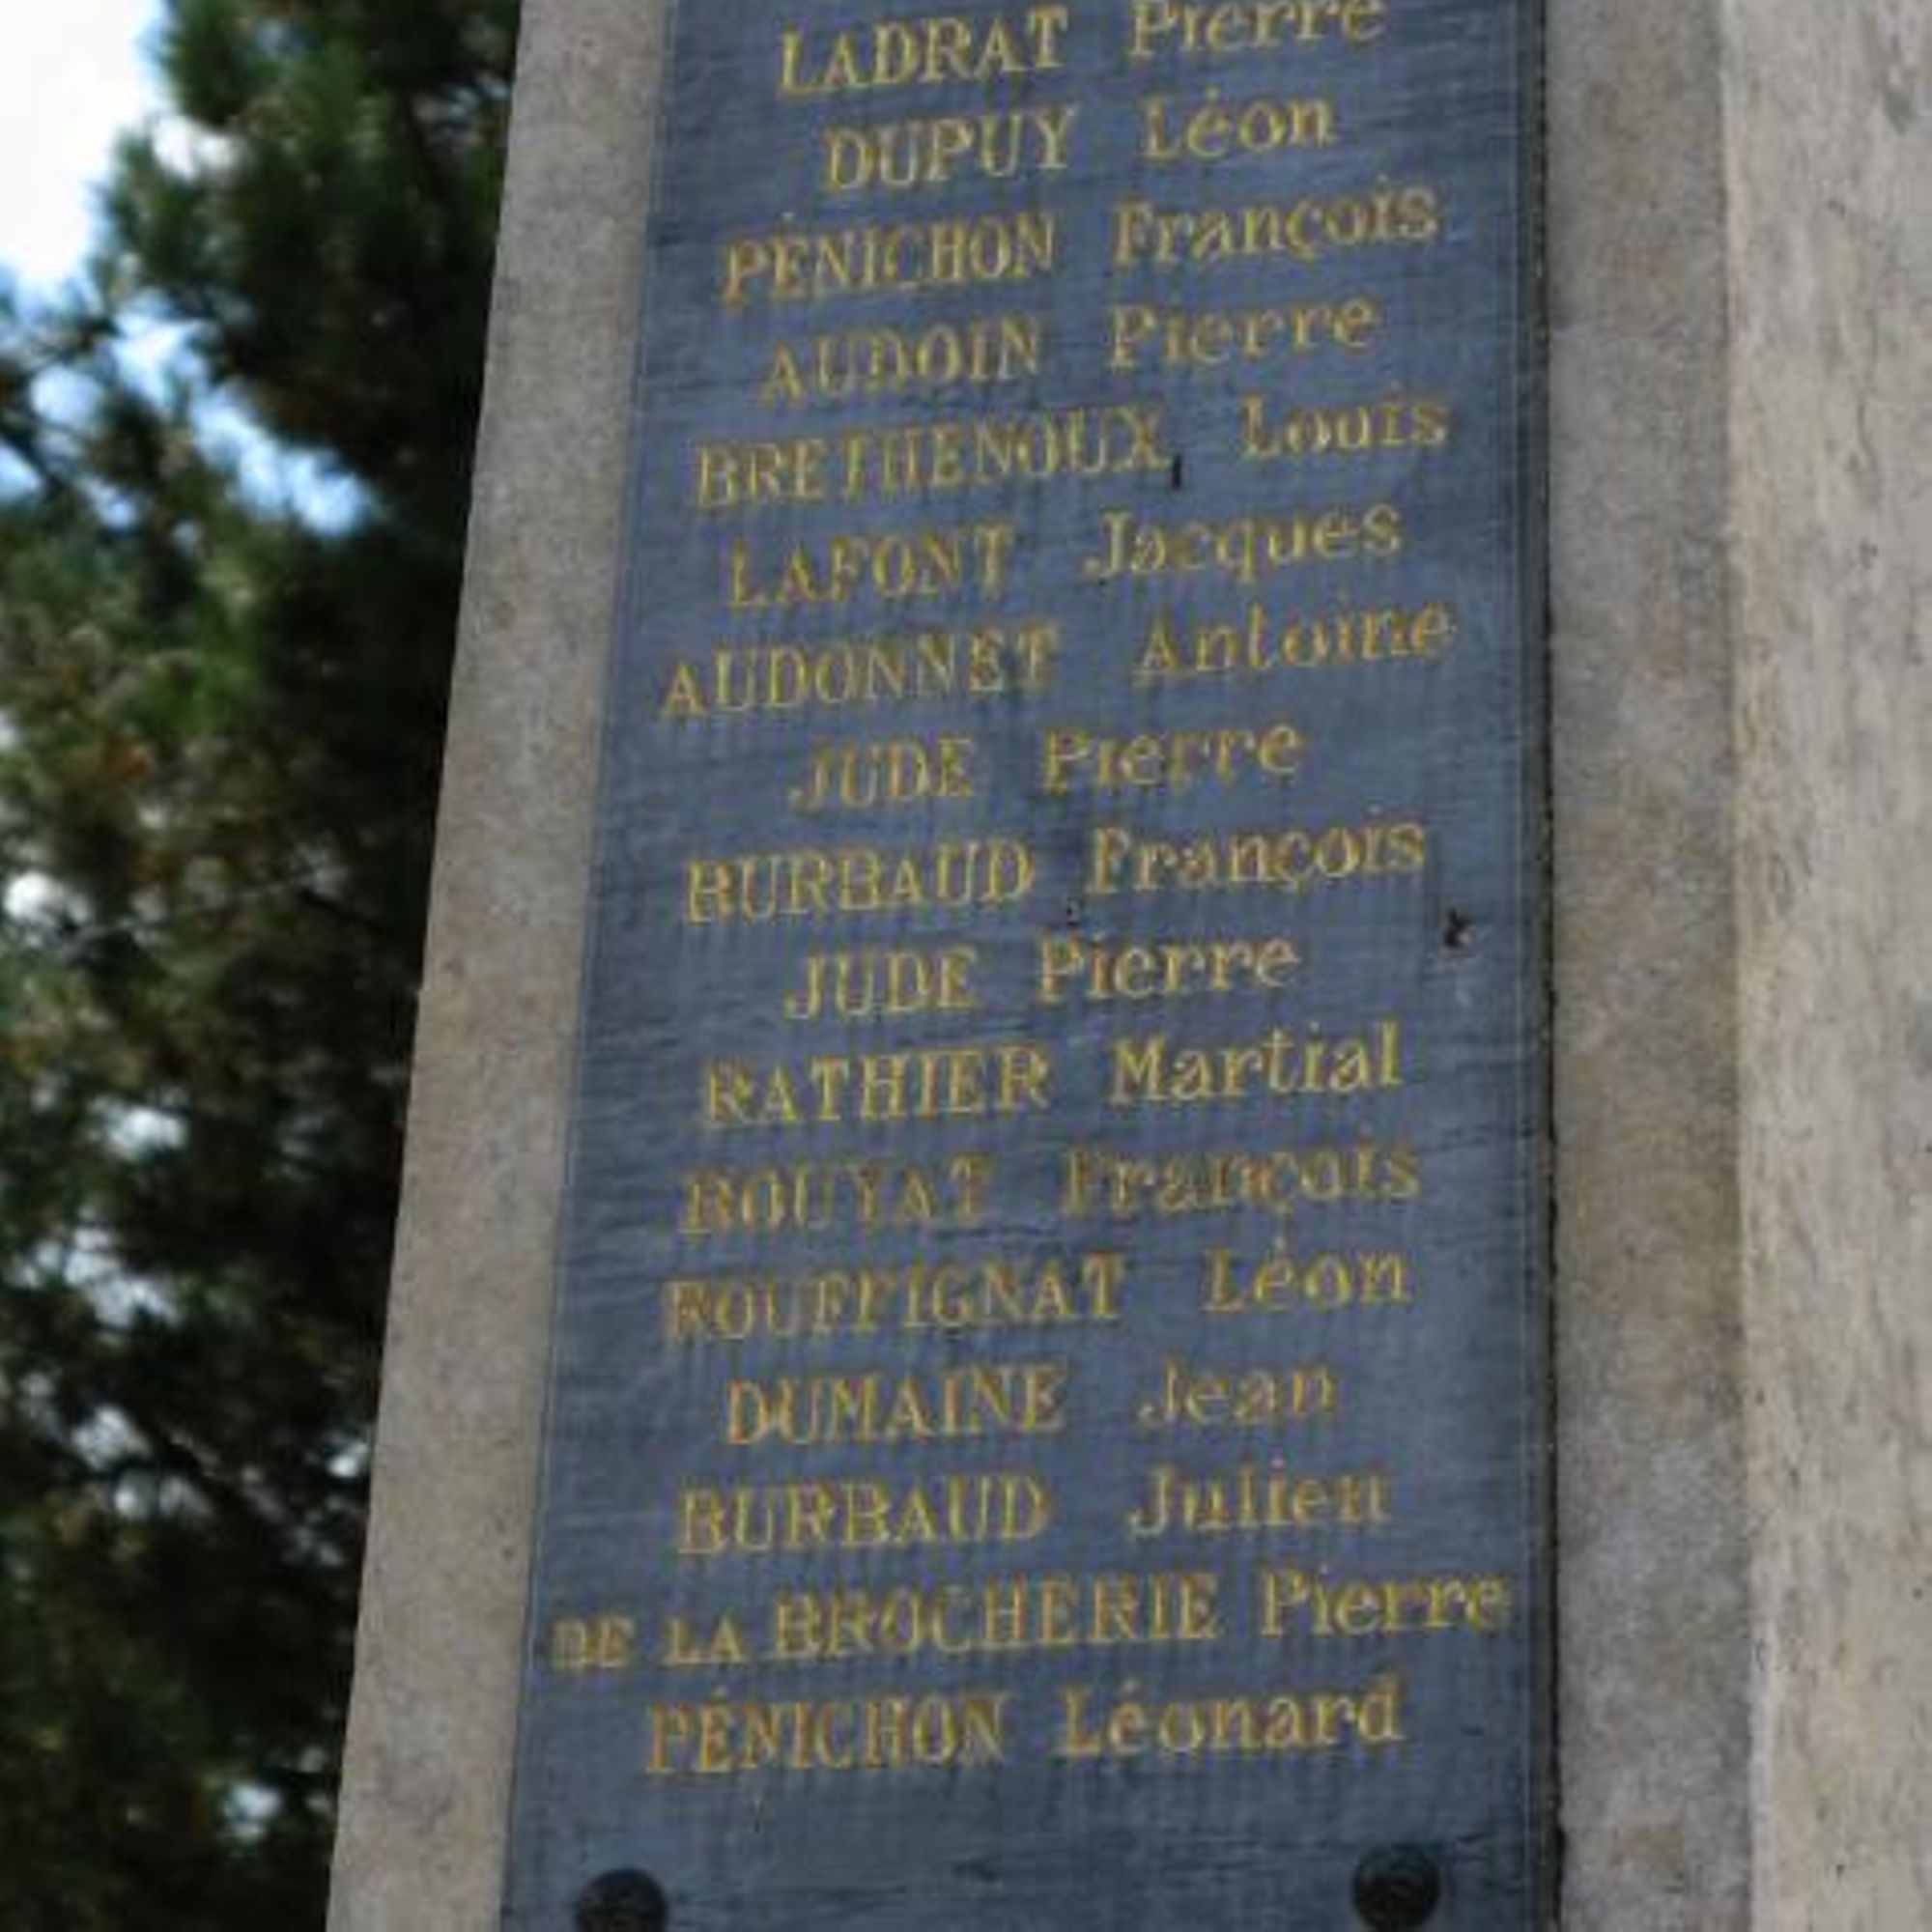 LADRAT Pierre
DUPUY Léon
PÉNICHON François
AUDOIN Pierre
BRETHENOUX Louis
LAFONT Jacques
AUDONNET Antoine
JUDE Pierre
BURBAUD François
JUDE Pierre
RATHIER Martial
ROUYAT François
ROUFFIGNAT Léon
DUMAINE Jean
BURBAUD Julien
DE LA BROCHERIE Pierre
PÉNICHON Léonard